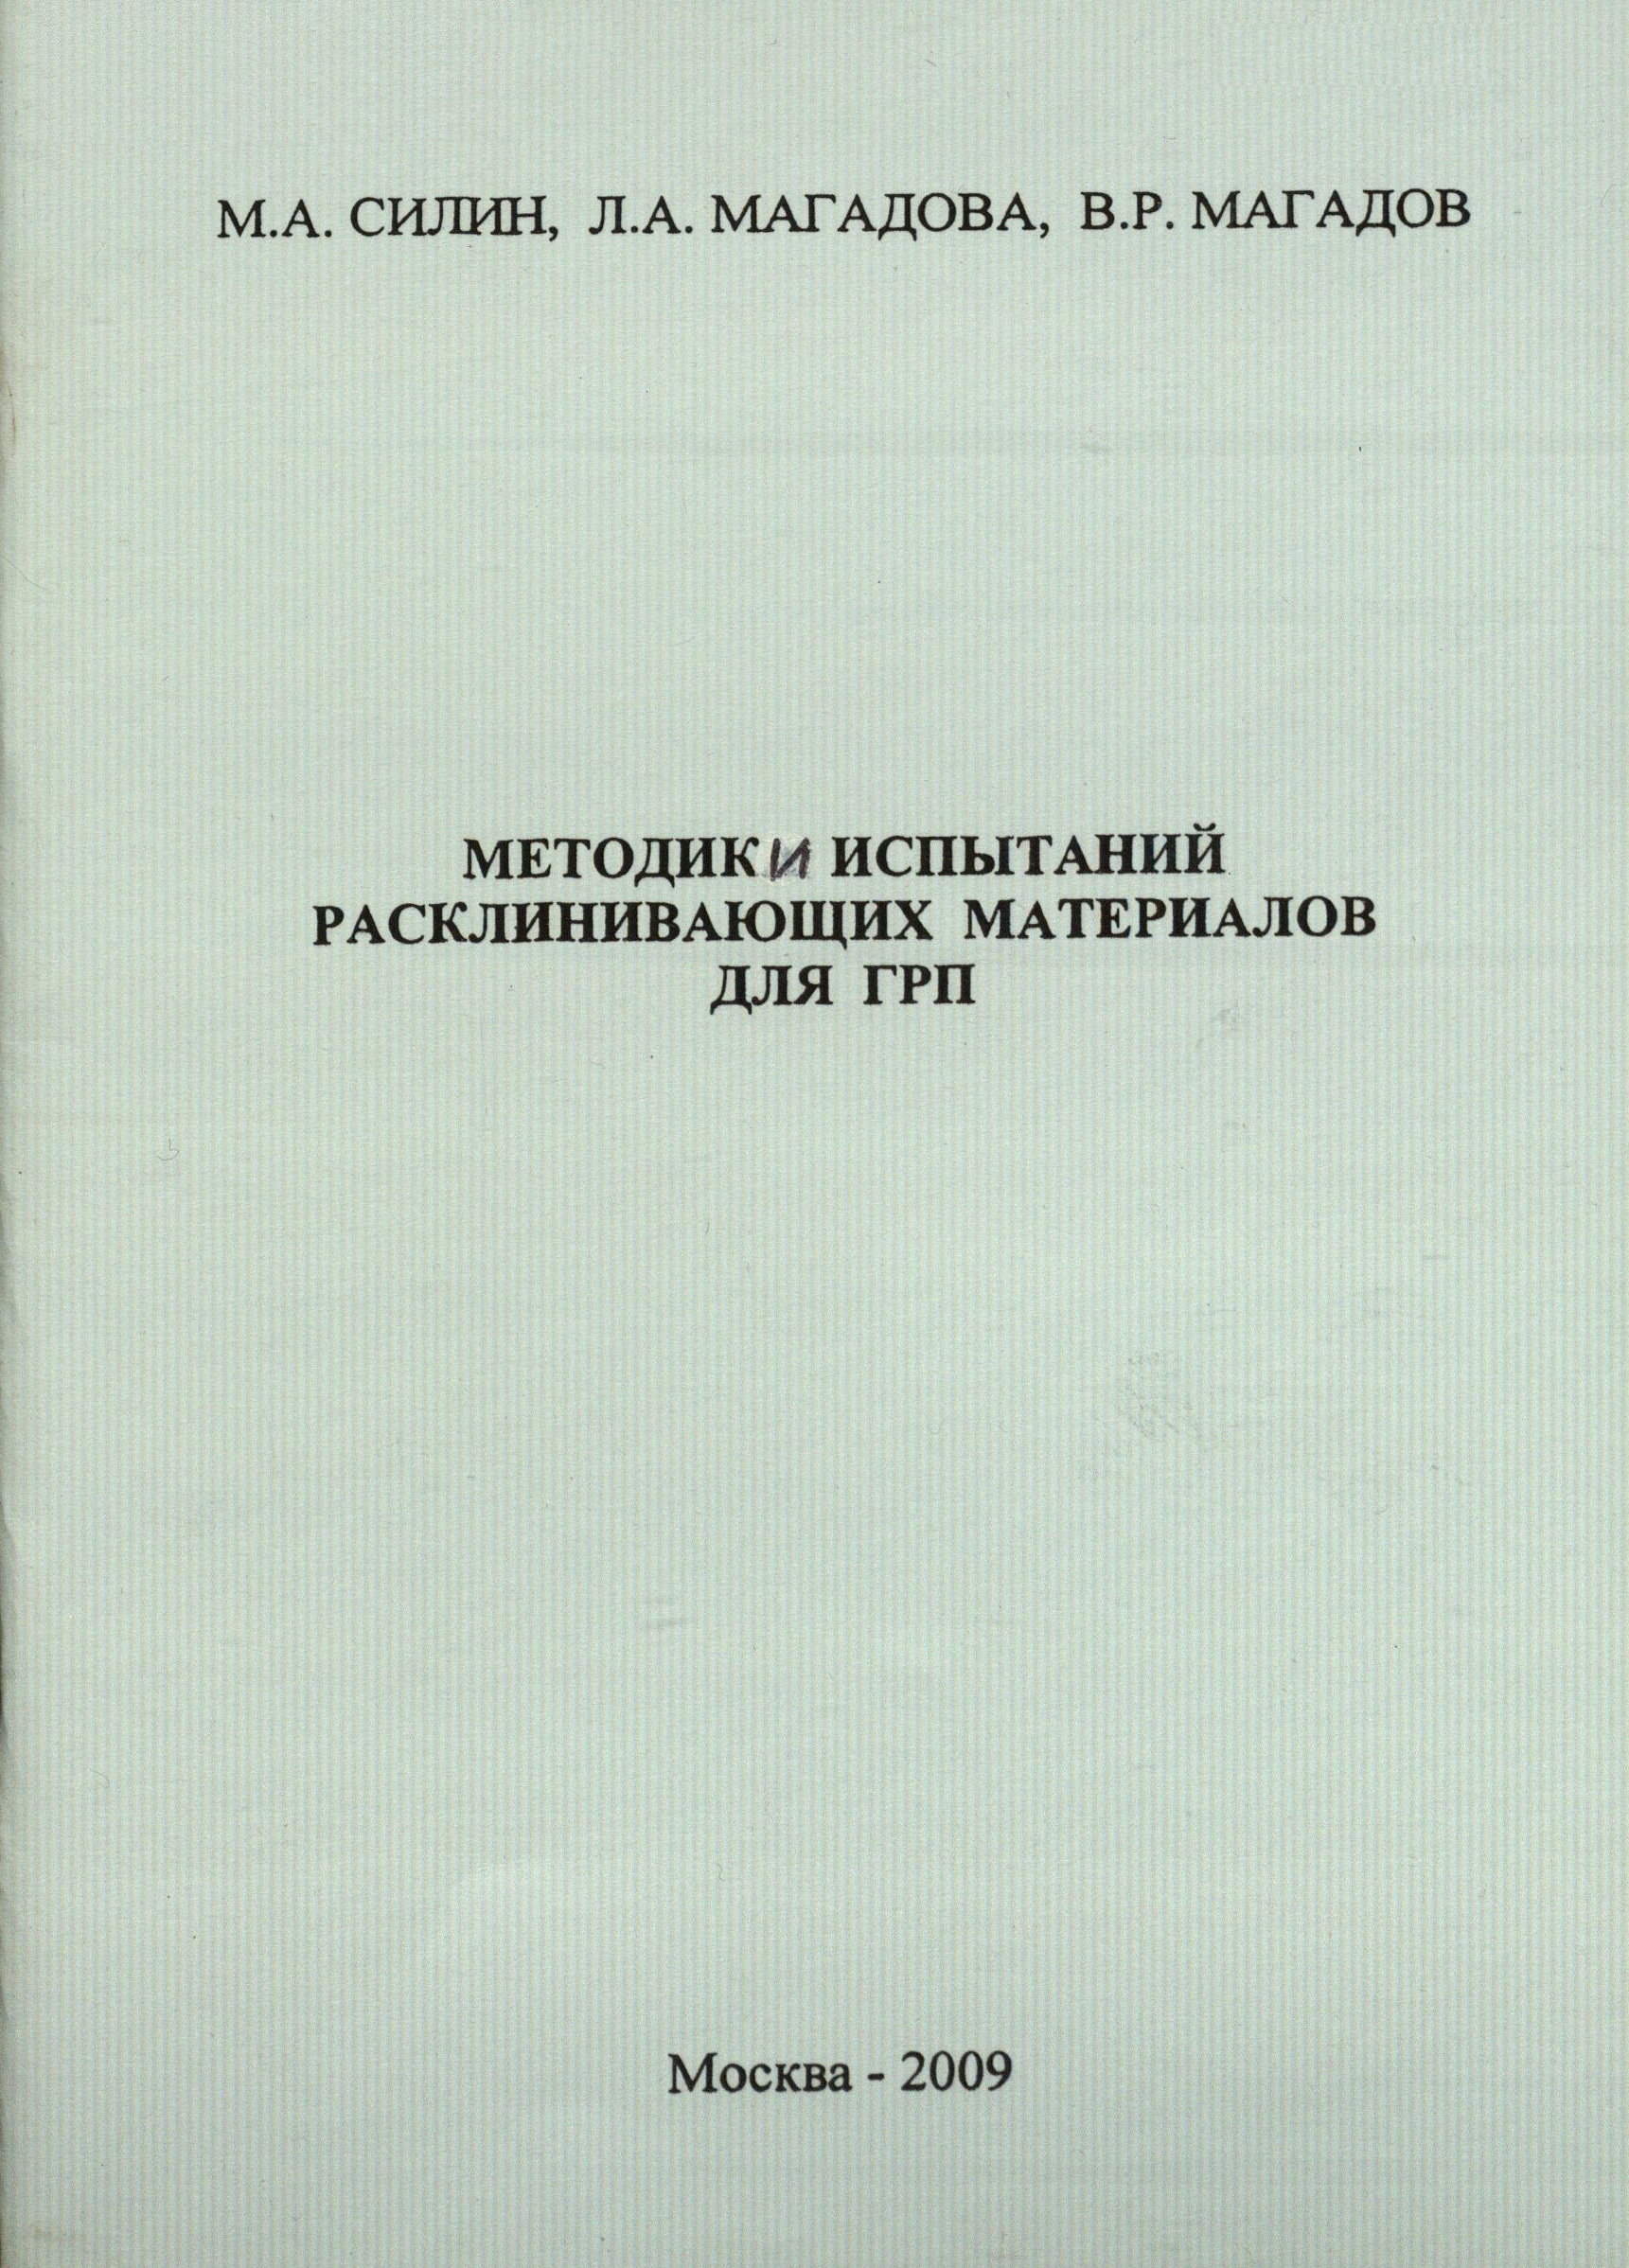 М.А. СИЛИН, Л.А. МАГАДОВА, В.Р. МАГАДОВ
МЕТОДИКИ ИСПЫТАНИЙ
РАСКЛИНИВАЮЩИХ МАТЕРИАЛОВ
ДЛЯ ГРП
Москва - 2009